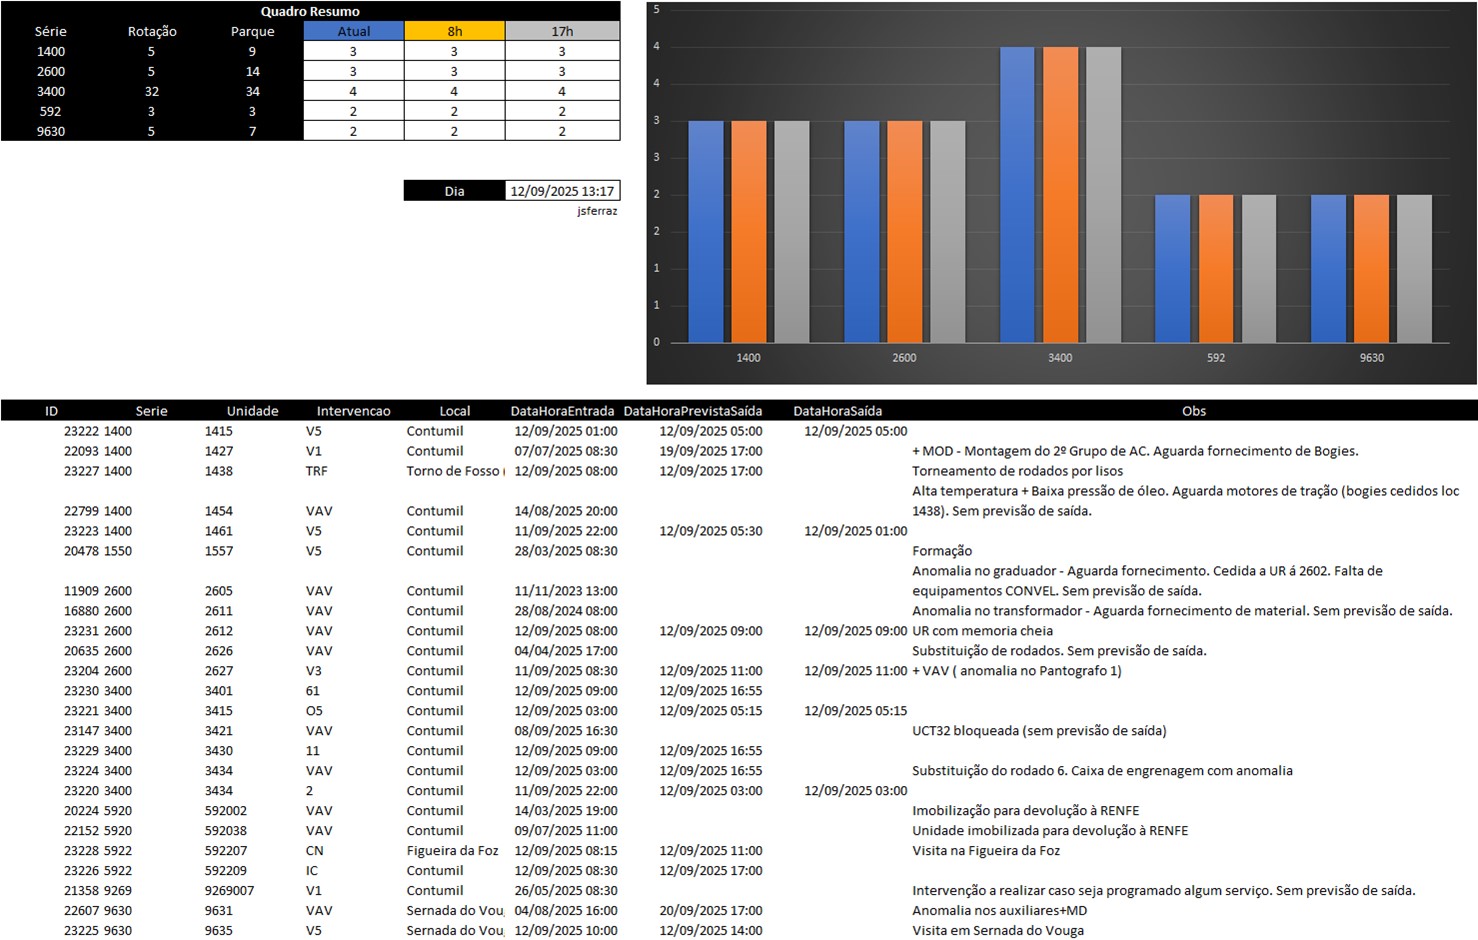 Quadro Resumo
Série Rotação Parque Atual 8h 17h
1400 5 9 3 3 3
2600 5 14 3 3 3
3400 32 34 4 4 4
592 3 3 2 2 2
9630 5 7 2 2 2
Dia 12/09/2025 13:17
jsferraz
5
4
4
3
3
2
2
1
1
0
1400 2600 3400 592 9630
ID Serie Unidade Intervencao Local DataHoraEntrada DataHoraPrevistaSaída DataHoraSaída Obs
23222 1400 1415 V5 Contumil 12/09/2025 01:00 12/09/2025 05:00 12/09/2025 05:00
22093 1400 1427 V1 Contumil 07/07/2025 08:30 19/09/2025 17:00 + MOD - Montagem do 2º Grupo de AC. Aguarda fornecimento de Bogies.
23227 1400 1438 TRF Torno de Fosso ( 12/09/2025 08:00 12/09/2025 17:00 Torneamento de rodados por lisos
Alta temperatura + Baixa pressão de óleo. Aguarda motores de tração (bogies cedidos loc
22799 1400 1454 VAV Contumil 14/08/2025 20:00 1438). Sem previsão de saída.
23223 1400 1461 V5 Contumil 11/09/2025 22:00 12/09/2025 05:30 12/09/2025 01:00
20478 1550 1557 V5 Contumil 28/03/2025 08:30 Formação
Anomalia no graduador - Aguarda fornecimento. Cedida a UR á 2602. Falta de
11909 2600 2605 VAV Contumil 11/11/2023 13:00 equipamentos CONVEL. Sem previsão de saída.
16880 2600 2611 VAV Contumil 28/08/2024 08:00 Anomalia no transformador - Aguarda fornecimento de material. Sem previsão de saída.
23231 2600 2612 VAV Contumil 12/09/2025 08:00 12/09/2025 09:00 12/09/2025 09:00 UR com memoria cheia
20635 2600 2626 VAV Contumil 04/04/2025 17:00 Substituição de rodados. Sem previsão de saída.
23204 2600 2627 V3 Contumil 11/09/2025 08:30 12/09/2025 11:00 12/09/2025 11:00 + VAV ( anomalia no Pantografo 1)
23230 3400 3401 61 Contumil 12/09/2025 09:00 12/09/2025 16:55
23221 3400 3415 O5 Contumil 12/09/2025 03:00 12/09/2025 05:15 12/09/2025 05:15
23147 3400 3421 VAV Contumil 08/09/2025 16:30 UCT32 bloqueada (sem previsão de saída)
23229 3400 3430 11 Contumil 12/09/2025 09:00 12/09/2025 16:55
23224 3400 3434 VAV Contumil 12/09/2025 03:00 12/09/2025 16:55 Substituição do rodado 6. Caixa de engrenagem com anomalia
23220 3400 3434 2 Contumil 11/09/2025 22:00 12/09/2025 03:00 12/09/2025 03:00
20224 5920 592002 VAV Contumil 14/03/2025 19:00 Imobilização para devolução à RENFE
22152 5920 592038 VAV Contumil 09/07/2025 11:00 Unidade imobilizada para devolução à RENFE
23228 5922 592207 CN Figueira da Foz 12/09/2025 08:15 12/09/2025 11:00 Visita na Figueira da Foz
23226 5922 592209 IC Contumil 12/09/2025 08:30 12/09/2025 17:00
21358 9269 9269007 V1 Contumil 26/05/2025 08:30 Intervenção a realizar caso seja programado algum serviço. Sem previsão de saída.
22607 9630 9631 VAV Sernada do Voug 04/08/2025 16:00 20/09/2025 17:00 Anomalia nos auxiliares+MD
23225 9630 9635 V5 Sernada do Voug 12/09/2025 10:00 12/09/2025 14:00 Visita em Sernada do Vouga